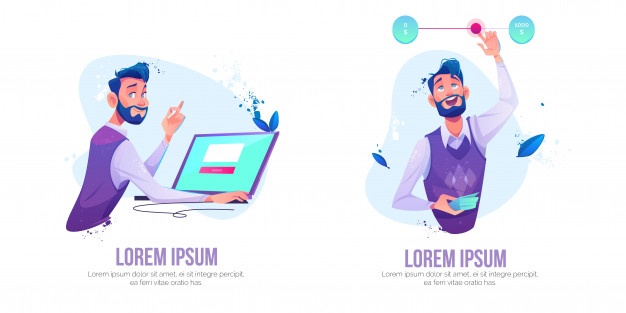 0
$
1000
$
LOREM IPSUM
Lorem ipsum dolor sit amet, ei sit integre percipit,
ea ferri vitae oratio has.
LOREM IPSUM
Lorem ipsum dolor sit amet, ei sit integre percipit,
ea ferri vitae oratio has.